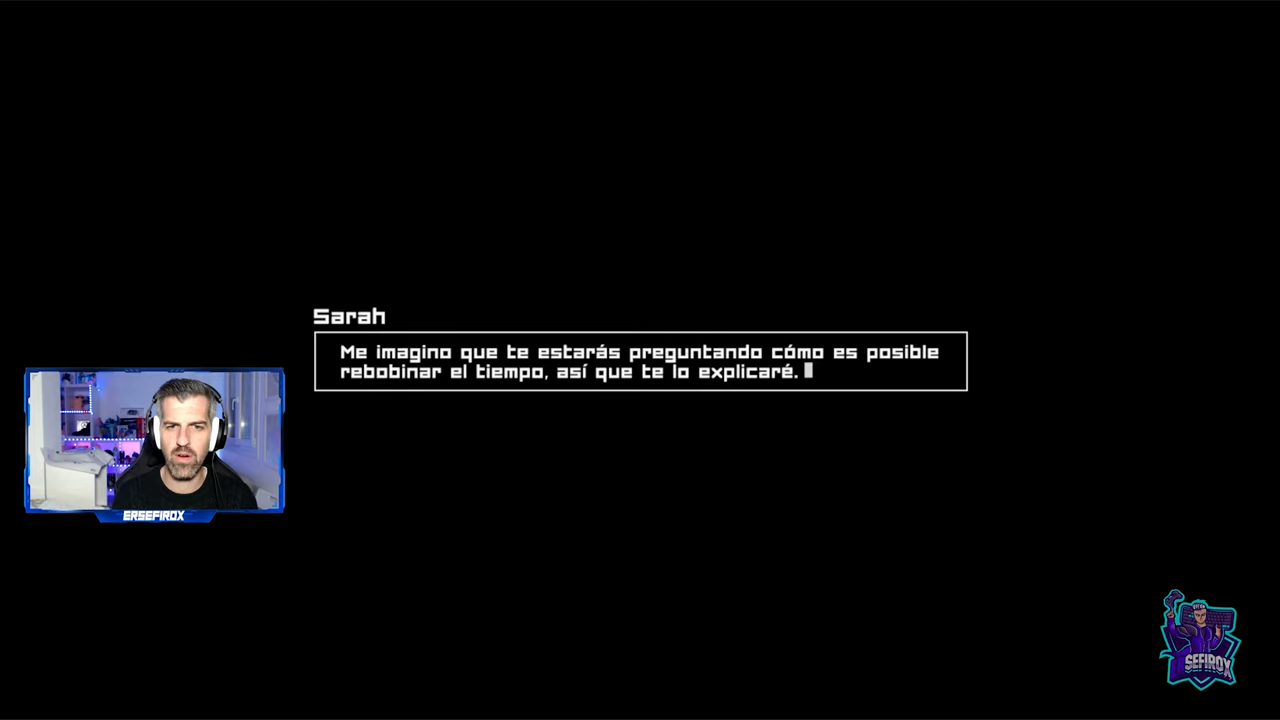 Sarah
Me imagino que te estarás preguntando cómo es posible
rebobinar el tiempo, así que te lo explicaré.
ERSEFIROX
SEFIROX